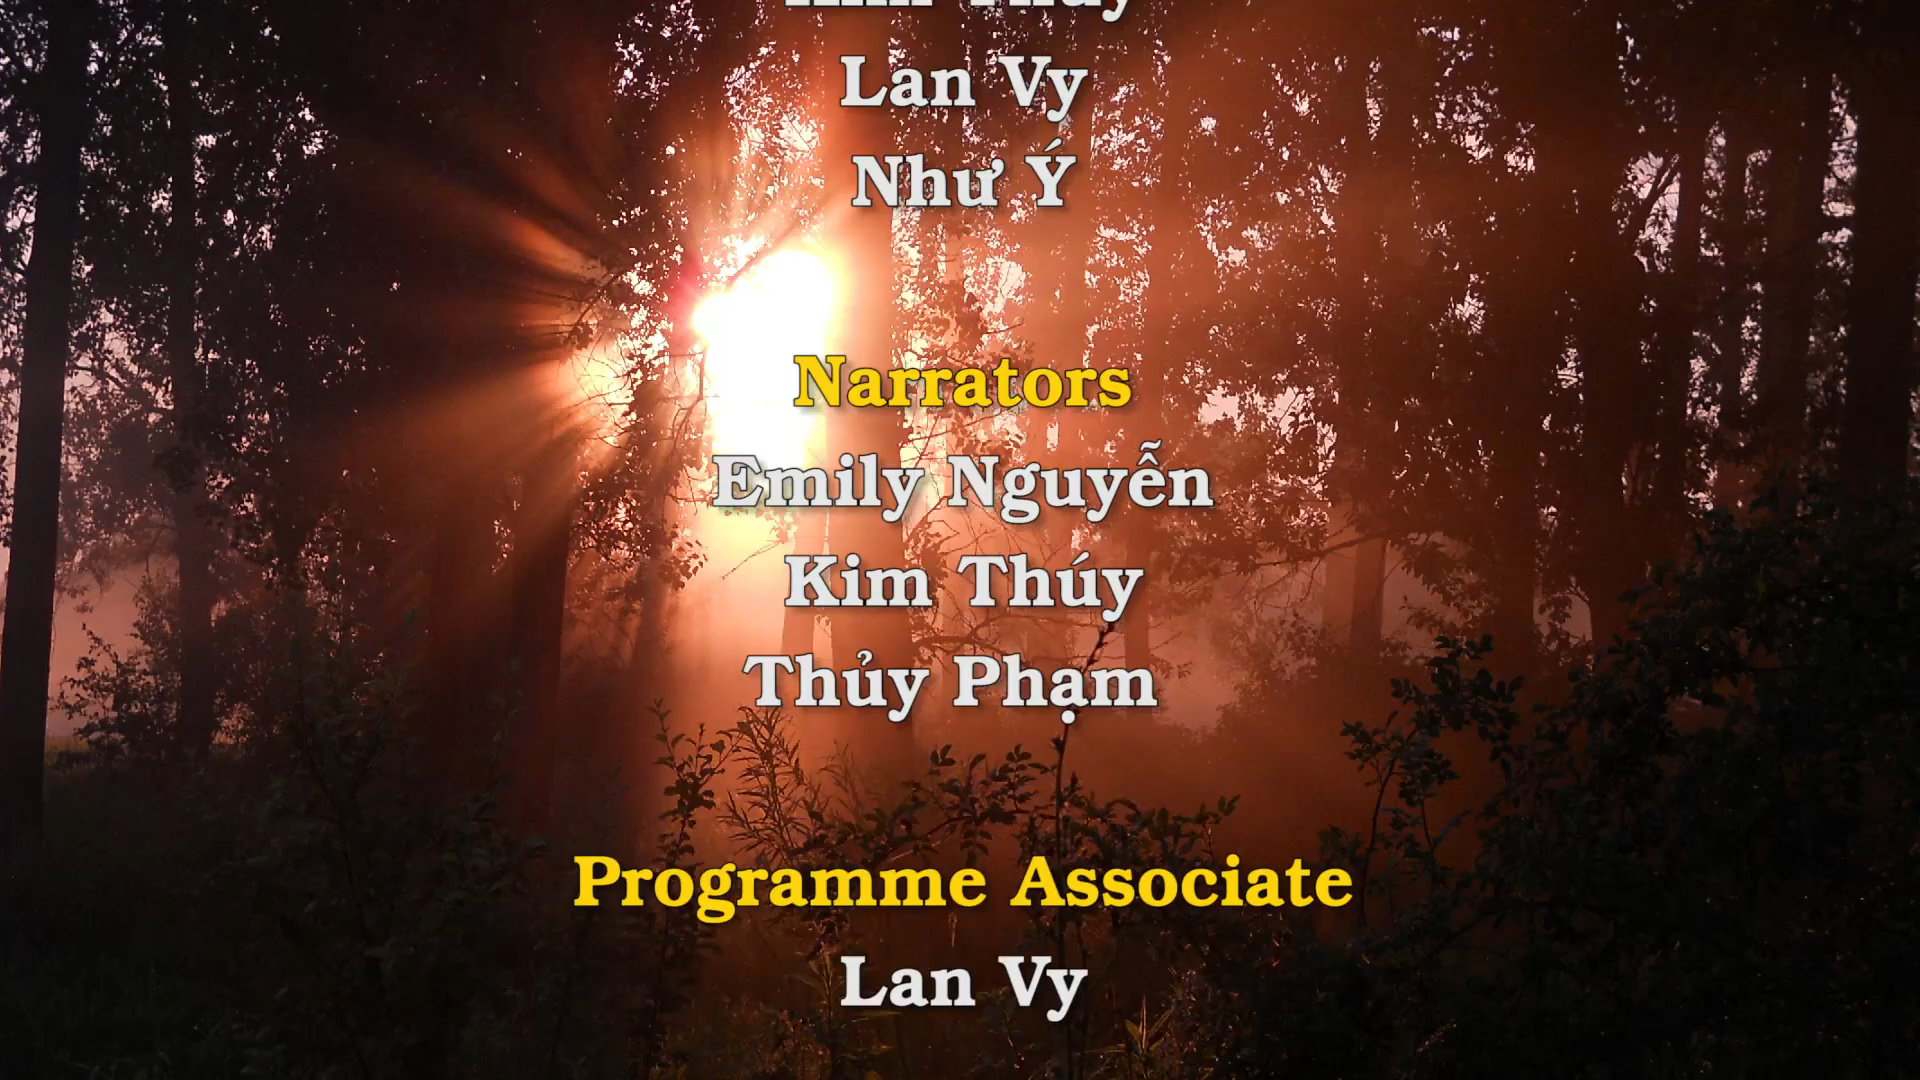 Lan Vy
Như Ý
Narrators
Emily Nguyễn
Kim Thúy
Thủy Phạm
Programme Associate
Lan Vy